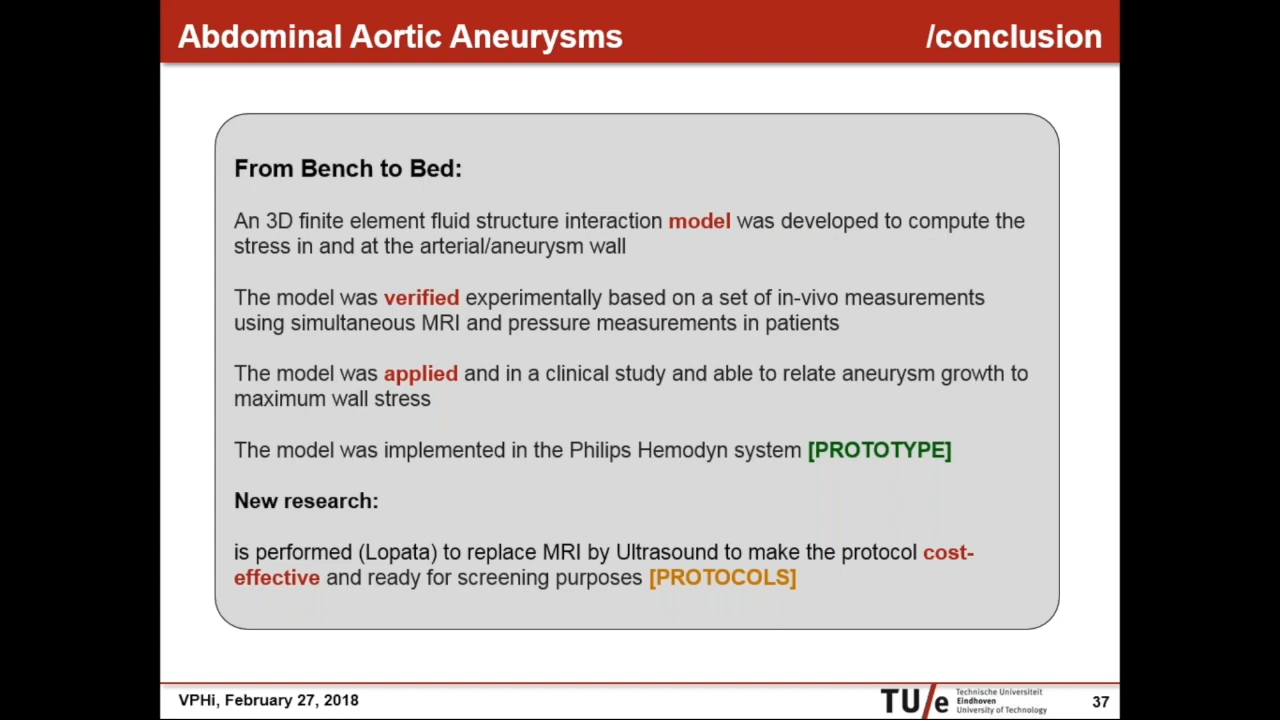 Abdominal Aortic Aneurysms /conclusion
From Bench to Bed:
An 3D finite element fluid structure interaction model was developed to compute the
stress in and at the arterial/aneurysm wall
The model was verified experimentally based on a set of in-vivo measurements
using simultaneous MRI and pressure measurements in patients
The model was applied and in a clinical study and able to relate aneurysm growth to
maximum wall stress
The model was implemented in the Philips Hemodyn system [PROTOTYPE]
New research:
is performed (Lopata) to replace MRI by Ultrasound to make the protocol cost-
effective and ready for screening purposes [PROTOCOLS]
VPHi, February 27, 2018
TU/e
Technische Universiteit
Eindhoven
University of Technology
37